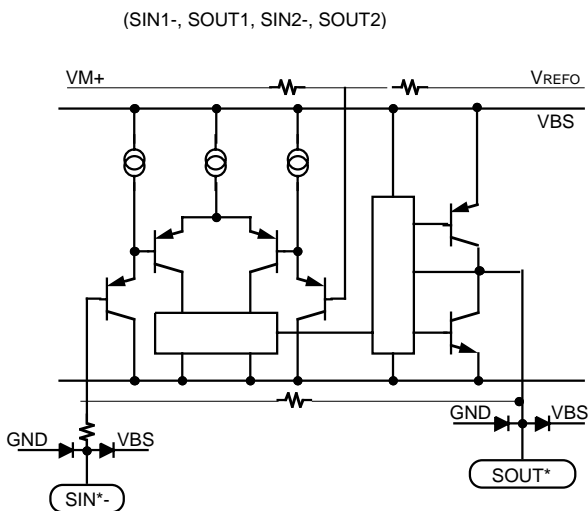 (SIN1-, SOUT1, SIN2-, SOUT2)
VM+
VREFO
VBS
GND
VBS
GND
VBS
SOUT*
SIN*-